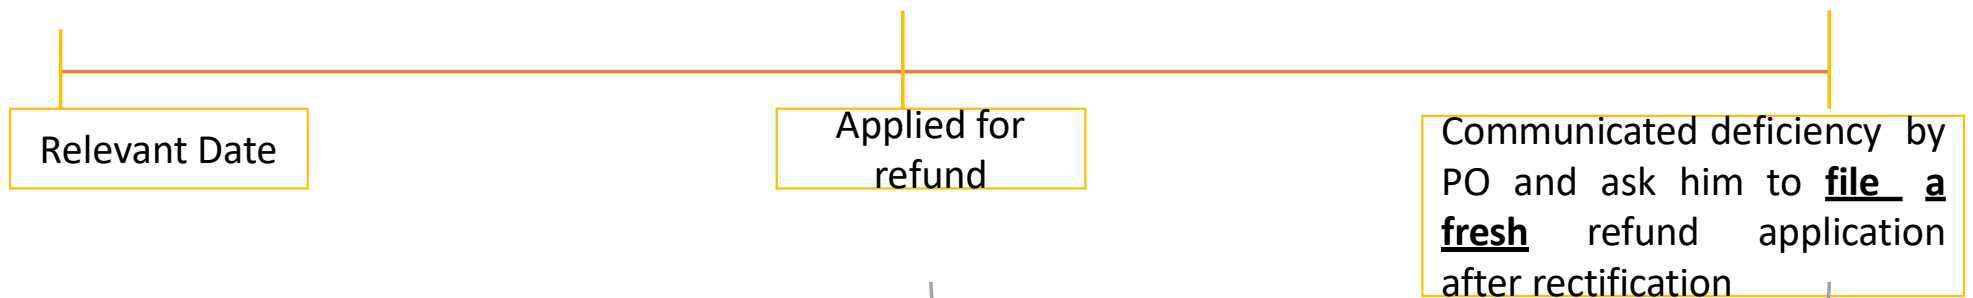 Relevant Date
Applied for
refund
Communicated deficiency by
PO and ask him to file a
fresh refund application
after rectification